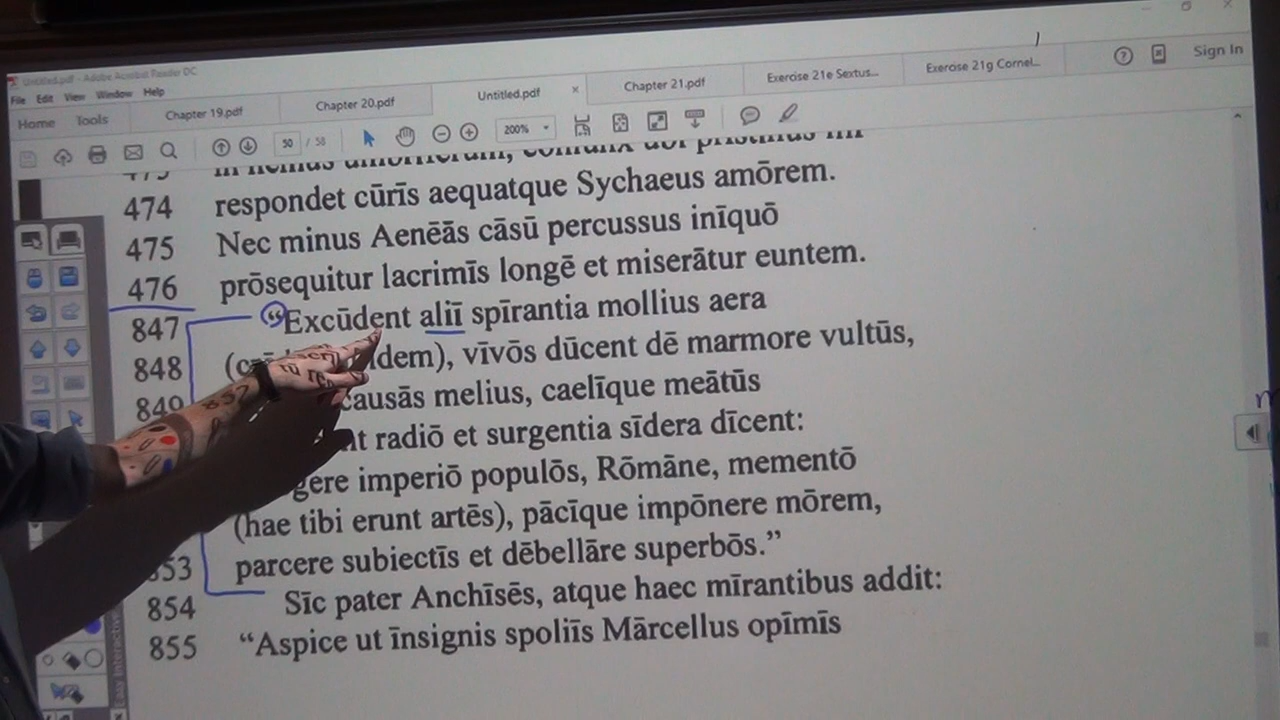 Untitled.pdf - Adobe Acrobat Reader DC
File Edit View Window Help
Home Tools Chapter 19.pdf Chapter 20.pdf Untitled.pdf × Chapter 21.pdf Exercise 21e Sextus... Exercise 21g Cornel... Sign In
50 / 58 200%
474 respondet cūrīs aequatque Sychaeus amōrem.
475 Nec minus Aenēās cāsū percussus inīquō
476 prōsequitur lacrimīs longē et miserātur euntem.
847 “Excūdent aliī spīrantia mollius aera
848 dem), vīvōs dūcent dē marmore vultūs,
849 causās melius, caelīque meātūs
nt radiō et surgentia sīdera dīcent:
gere imperiō populōs, Rōmāne, mementō
(hae tibi erunt artēs), pācīque impōnere mōrem,
853 parcere subiectīs et dēbellāre superbōs.”
854 Sīc pater Anchīsēs, atque haec mīrantibus addit:
855 “Aspice ut īnsignis spoliīs Mārcellus opīmīs